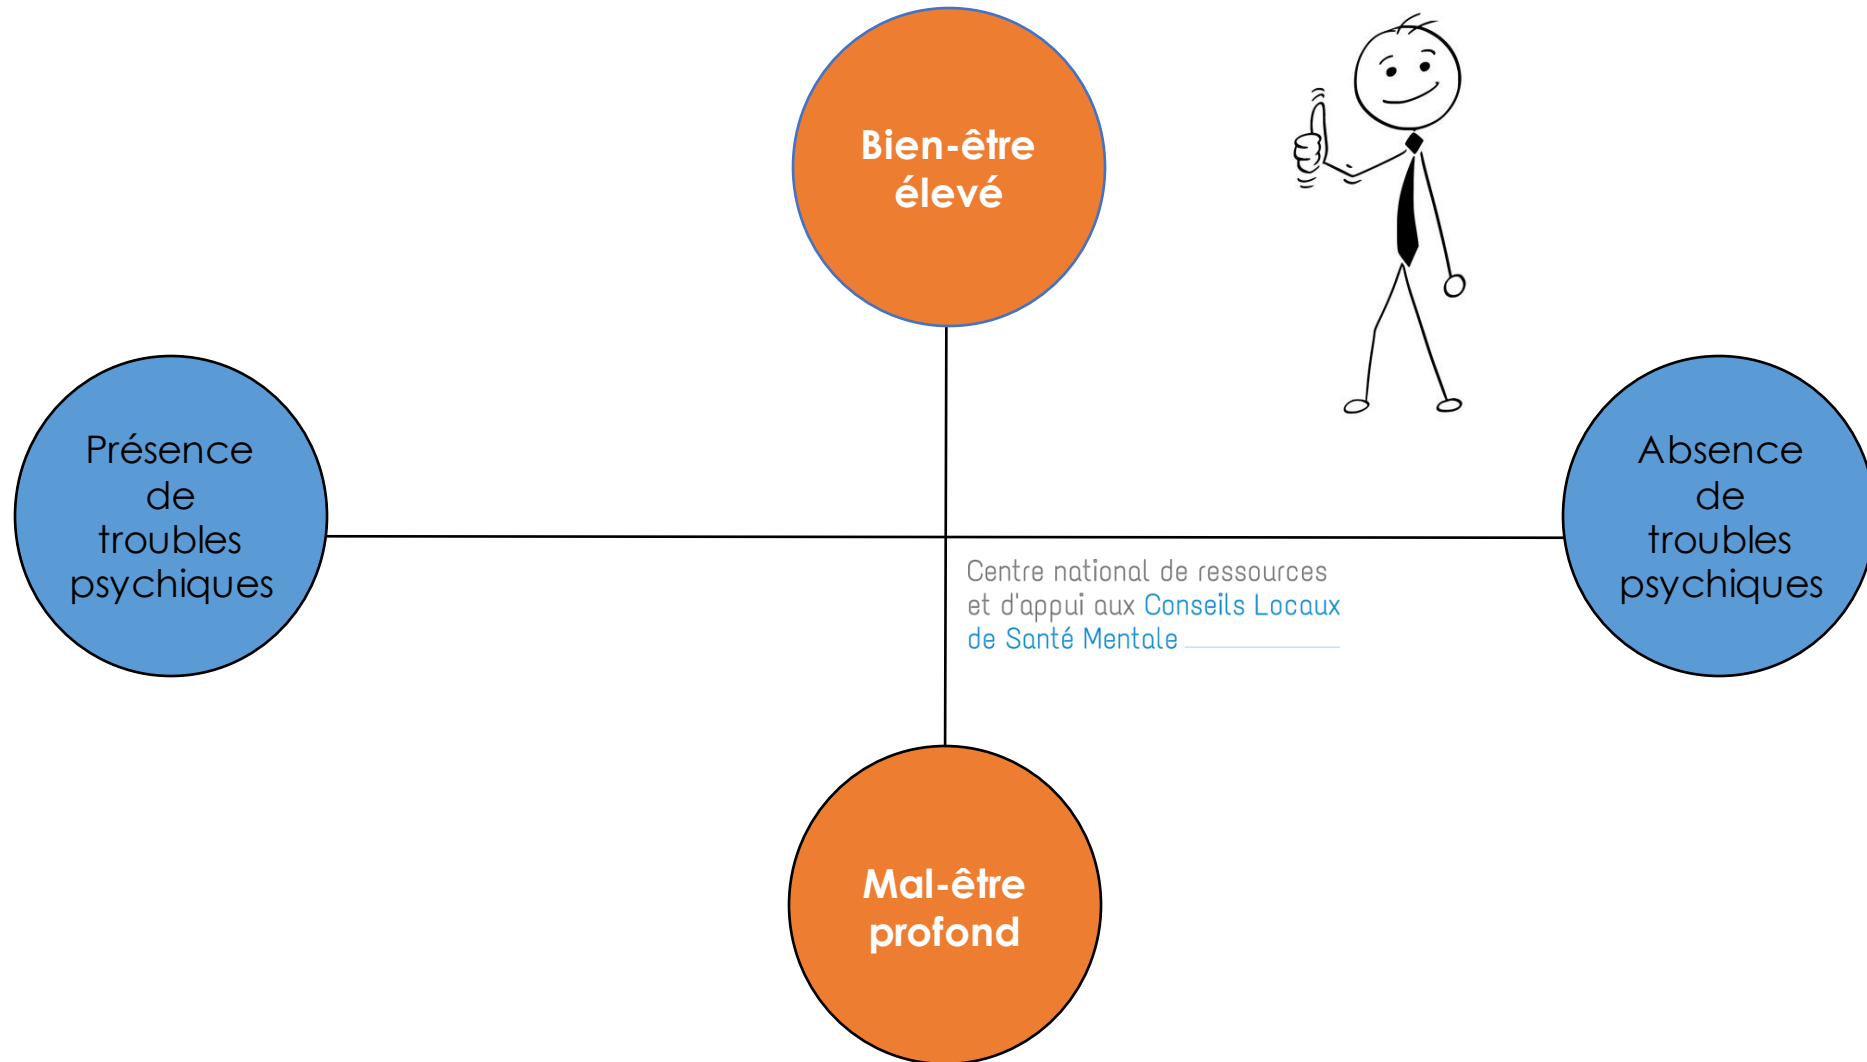 Bien-être
élevé
Présence
de
troubles
psychiques
Absence
de
troubles
psychiques
Centre national de ressources
et d'appui aux Conseils Locaux
de Santé Mentale
Mal-être
profond